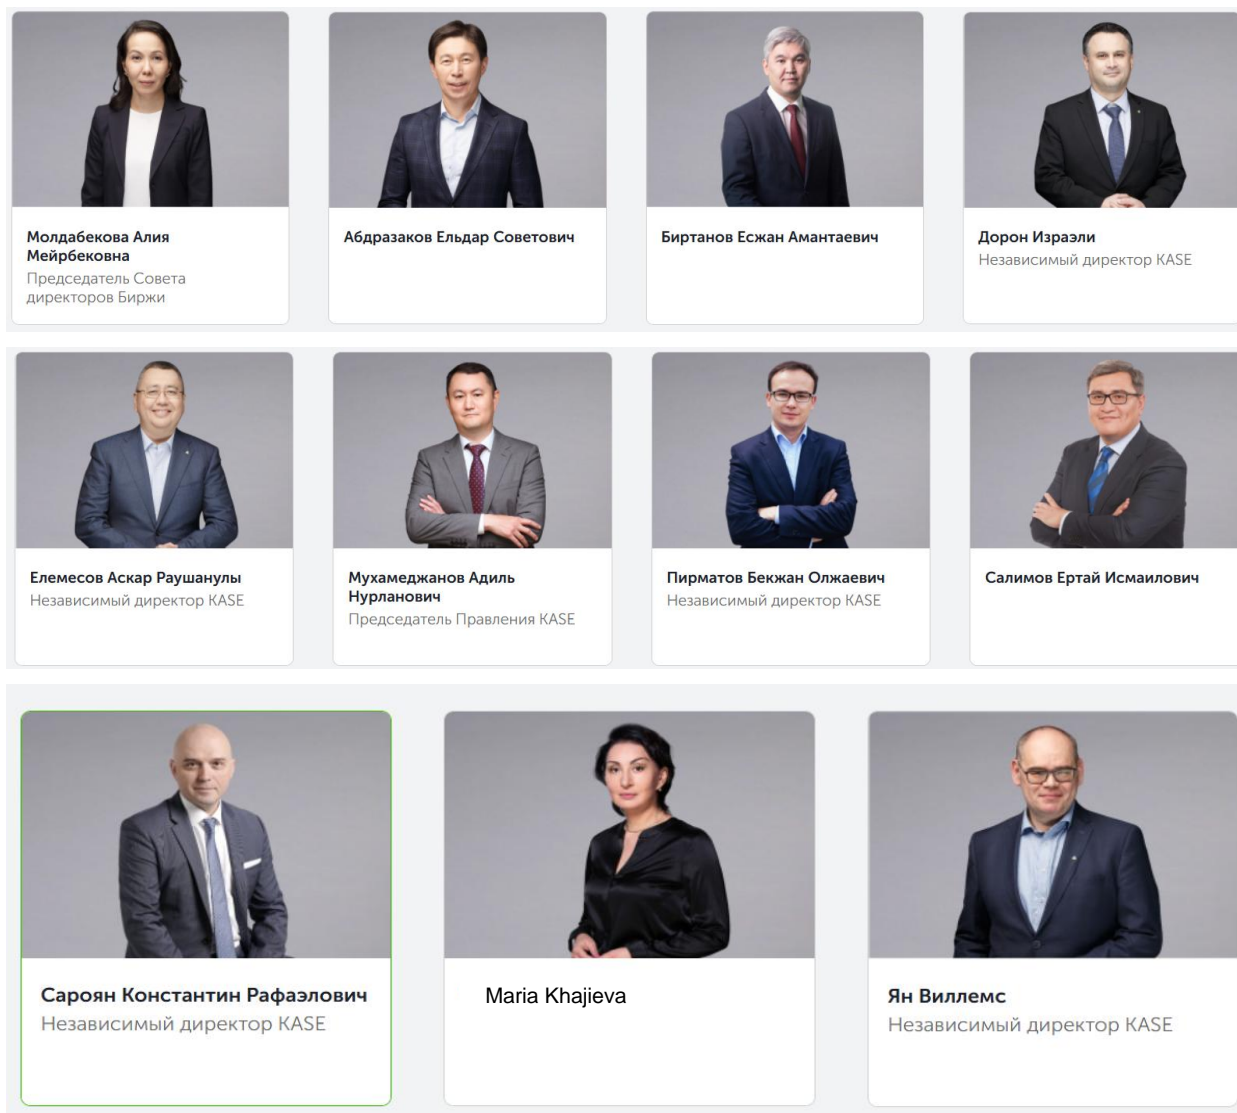 Молдабекова Алия
Мейрбековна
Председатель Совета
директоров Биржи
Абдразаков Ельдар Советович
Биртанов Есжан Амантаевич
Дорон Израэли
Независимый директор KASE
Елемесов Аскар Раушанулы
Независимый директор KASE
Мухамеджанов Адиль
Нурланович
Председатель Правления KASE
Пирматов Бекжан Олжаевич
Независимый директор KASE
Салимов Ертай Исмаилович
Сароян Константин Рафаэлович
Независимый директор KASE
Maria Khajieva
Ян Виллемс
Независимый директор KASE